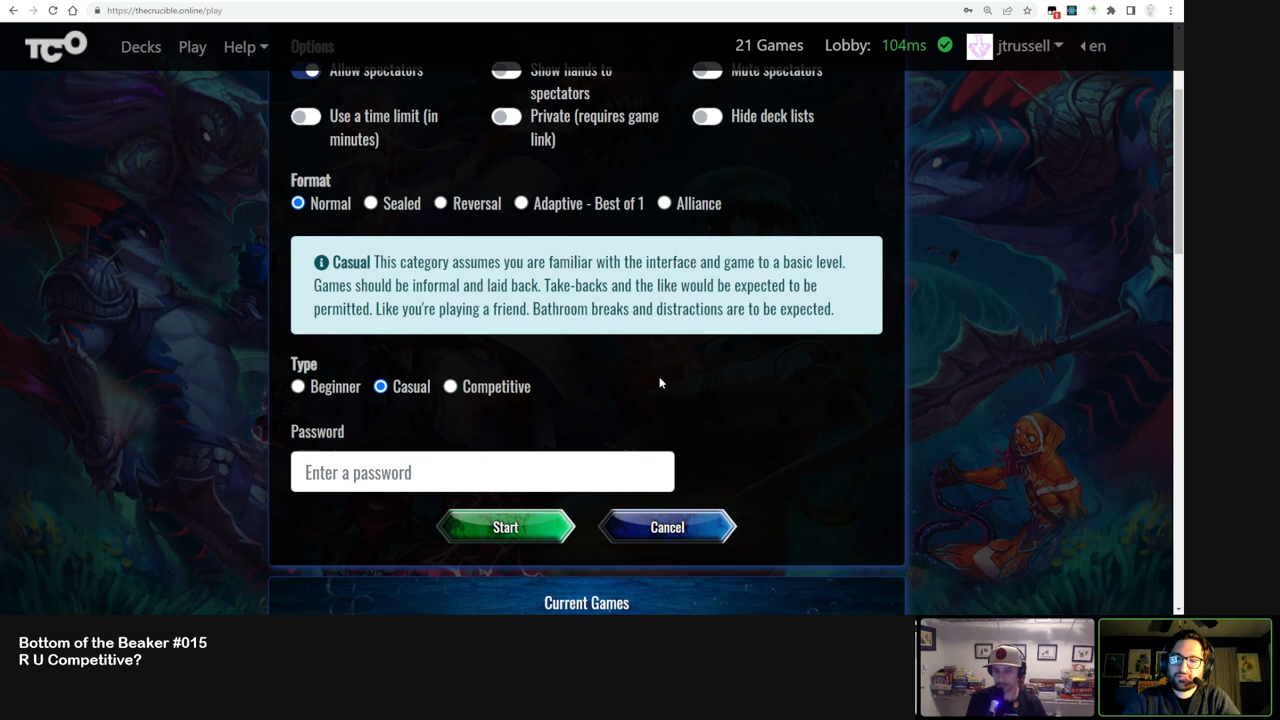 https://thecrucible.online/play
1
TCO
Decks
Play
Help
21 Games
Lobby: 104ms
jtrussell
en
Options
Allow spectators
Show hands to
spectators
Mute spectators
Use a time limit (in
minutes)
Private (requires game
link)
Hide deck lists
Format
Normal
Sealed
Reversal
Adaptive - Best of 1
Alliance
Casual This category assumes you are familiar with the interface and game to a basic level.
Games should be informal and laid back. Take-backs and the like would be expected to be
permitted. Like you're playing a friend. Bathroom breaks and distractions are to be expected.
Type
Beginner
Casual
Competitive
Password
Enter a password
Start
Cancel
Current Games
Bottom of the Beaker #015
R U Competitive?